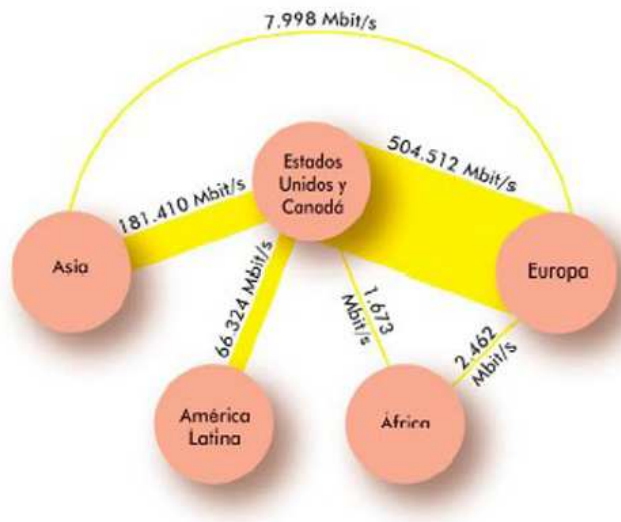 7.998 Mbit/s
504.512 Mbit/s
Estados
Unidos y
Canadá
181.410 Mbit/s
Asia
Europa
66.324 Mbit/s
1.673
Mbit/s
2.462
Mbit/s
América
Latina
África